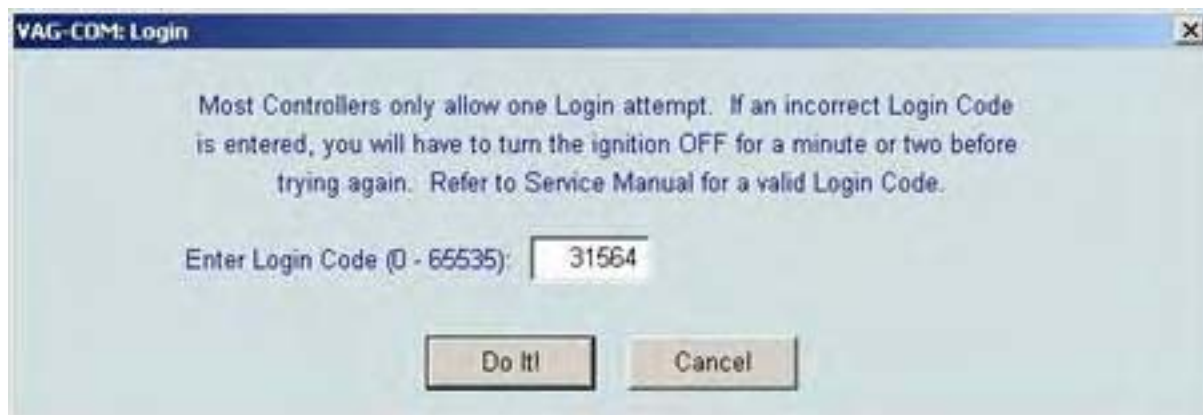 VAG-COM: Login
Most Controllers only allow one Login attempt. If an incorrect Login Code
is entered, you will have to turn the ignition OFF for a minute or two before
trying again. Refer to Service Manual for a valid Login Code.
Enter Login Code (0 - 65535): 31564
Do It! Cancel